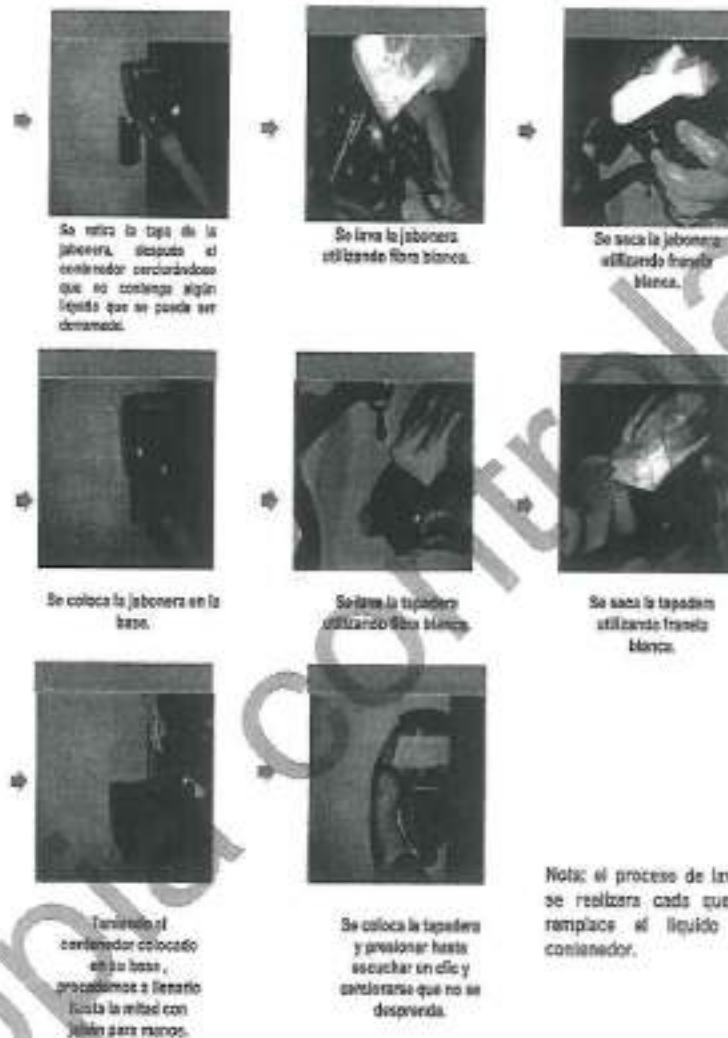 Se retira la tapa de la
jabonera, después el
contenedor cerciorándose
que no contenga algún
líquido que se pueda ser
derramado.
Se lava la jabonera
utilizando fibra blanca.
Se seca la jabonera
utilizando franela
blanca.
Se coloca la jabonera en la
base.
Se lava la tapadera
utilizando fibra blanca.
Se seca la tapadera
utilizando franela
blanca.
Teniendo el
contenedor colocado
en su base ,
procedemos a llenarlo
hasta la mitad con
jabón para manos.
Se coloca la tapadera
y presionar hasta
escuchar un clic y
cerciorarse que no se
desprenda.
Nota: el proceso de
se realizara cada que
remplace el liquido
contenedor.